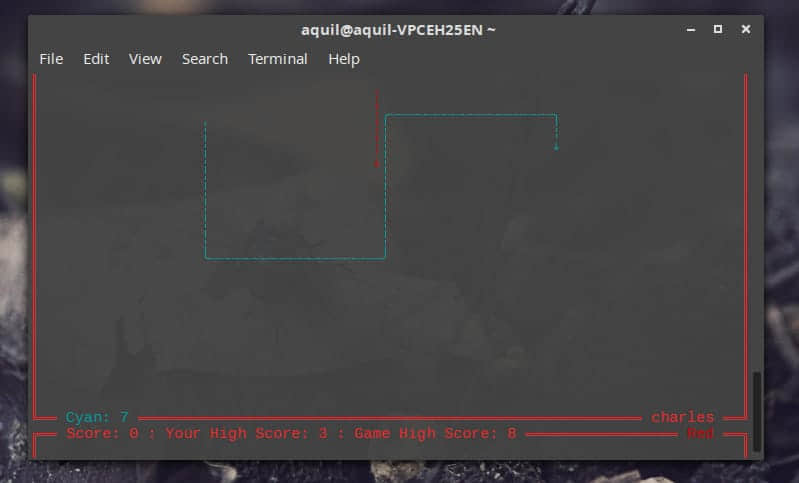 aquil@aquil-VPCEH25EN ~
File Edit View Search Terminal Help
Cyan: 7 charles
Score: 0 : Your High Score: 3 : Game High Score: 8 Red